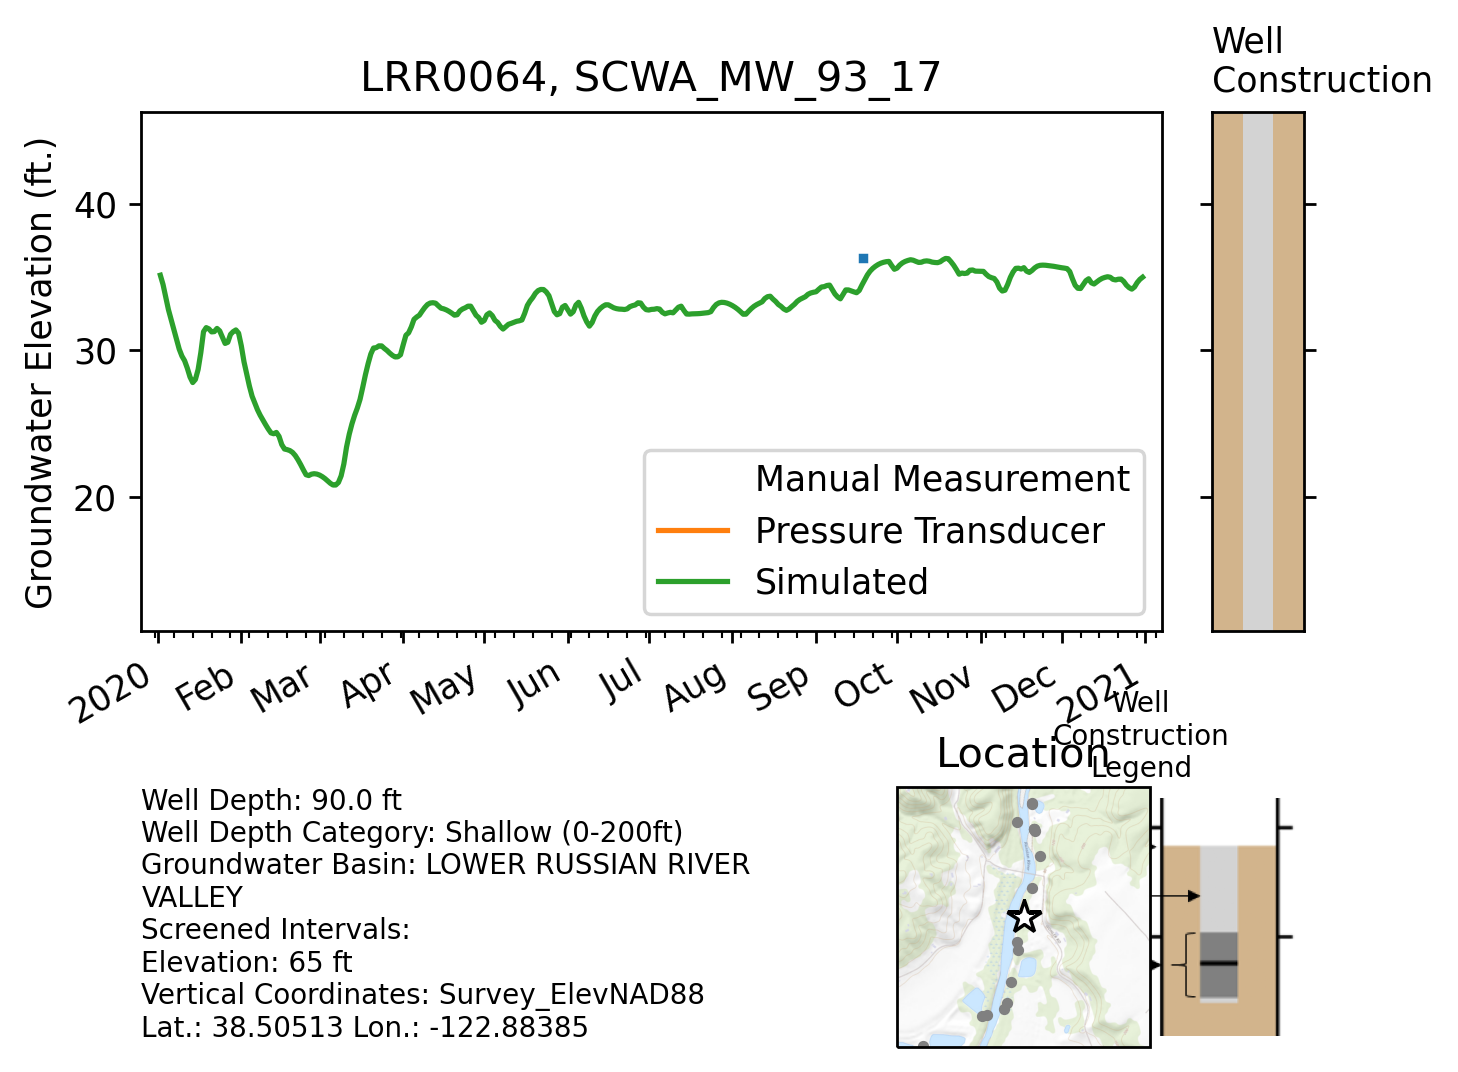 Well
Construction
LRR0064, SCWA_MW_93_17
Groundwater Elevation (ft.)
40
30
20
Manual Measurement
Pressure Transducer
Simulated
2020
Feb
Mar
Apr
May
Jun
Jul
Aug
Sep
Oct
Nov
Dec
2021
Well
Construction
Legend
Location
Well Depth: 90.0 ft
Well Depth Category: Shallow (0-200ft)
Groundwater Basin: LOWER RUSSIAN RIVER
VALLEY
Screened Intervals:
Elevation: 65 ft
Vertical Coordinates: Survey_ElevNAD88
Lat.: 38.50513 Lon.: -122.88385